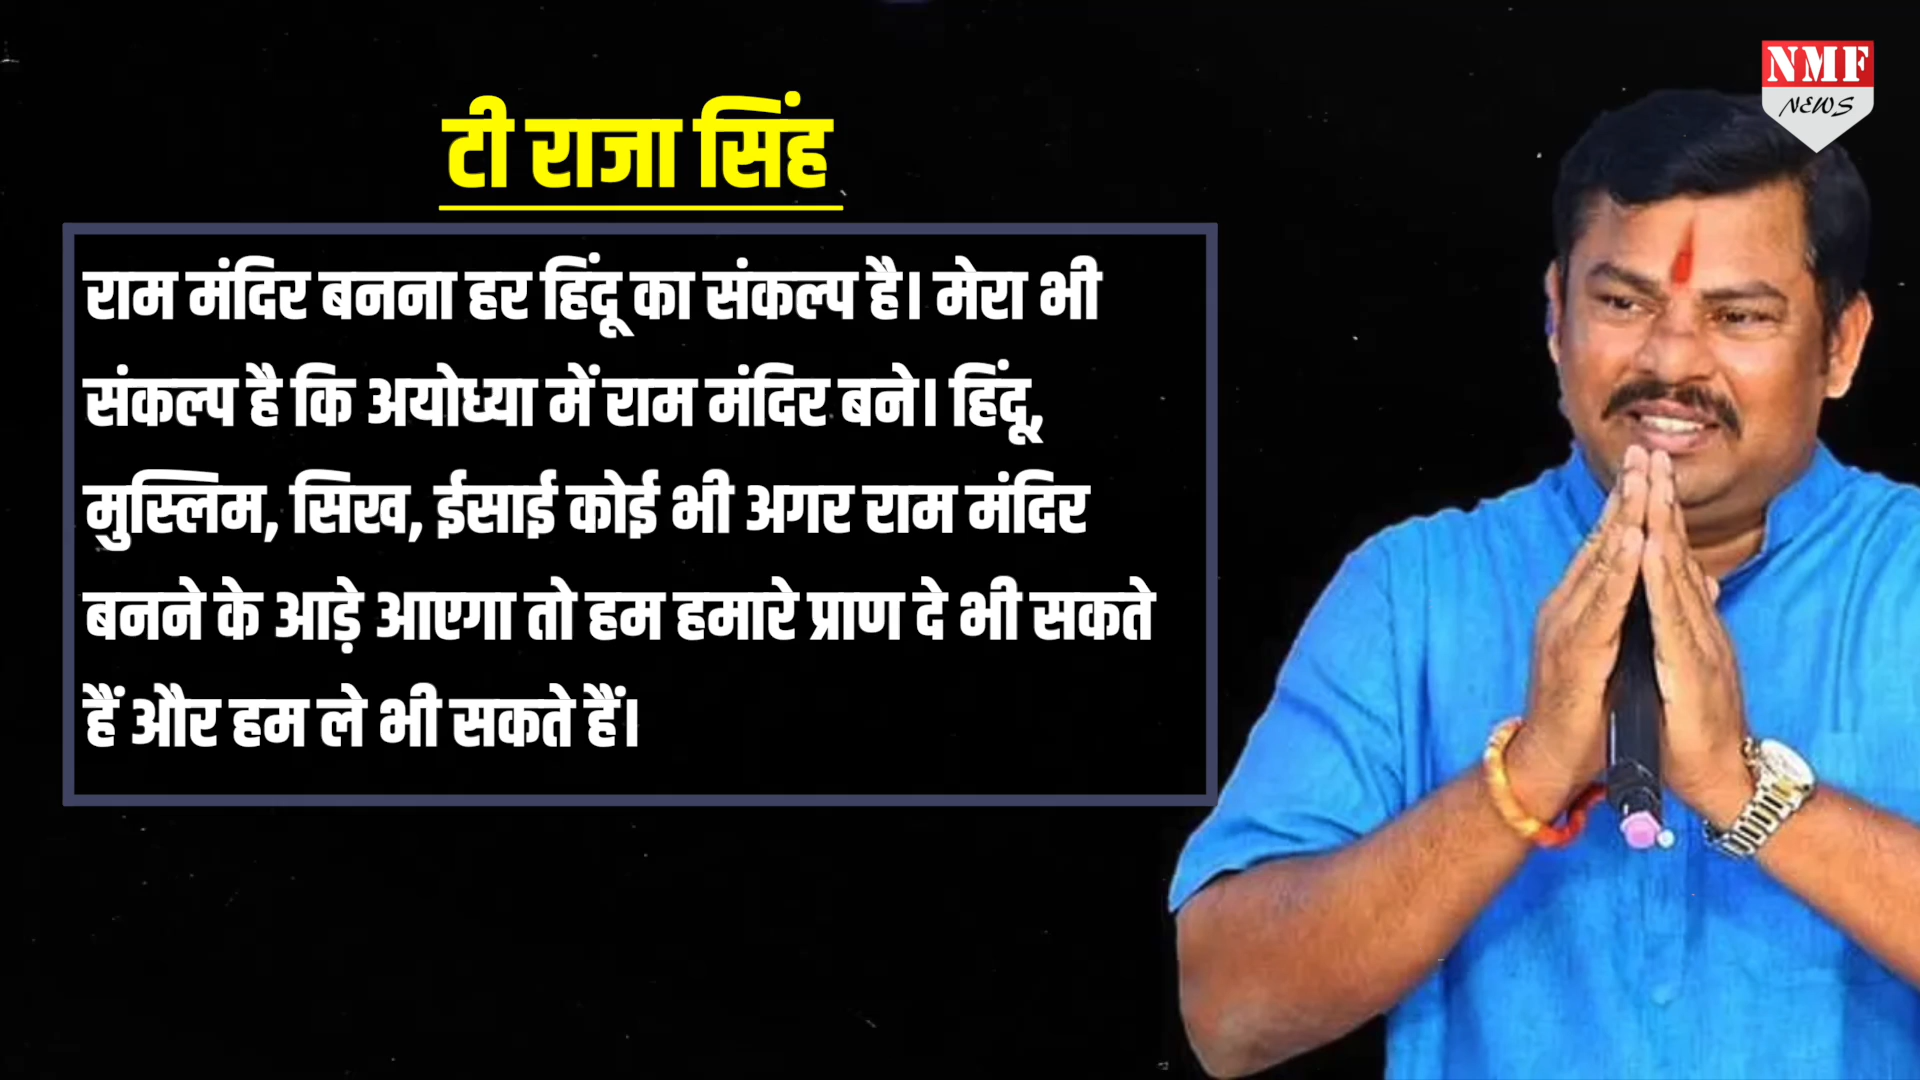 NMF
NEWS
टी राजा सिंह
राम मंदिर बनना हर हिंदू का संकल्प है। मेरा भी
संकल्प है कि अयोध्या में राम मंदिर बने। हिंदू,
मुस्लिम, सिख, ईसाई कोई भी अगर राम मंदिर
बनने के आड़े आएगा तो हम हमारे प्राण दे भी सकते
हैं और हम ले भी सकते हैं।